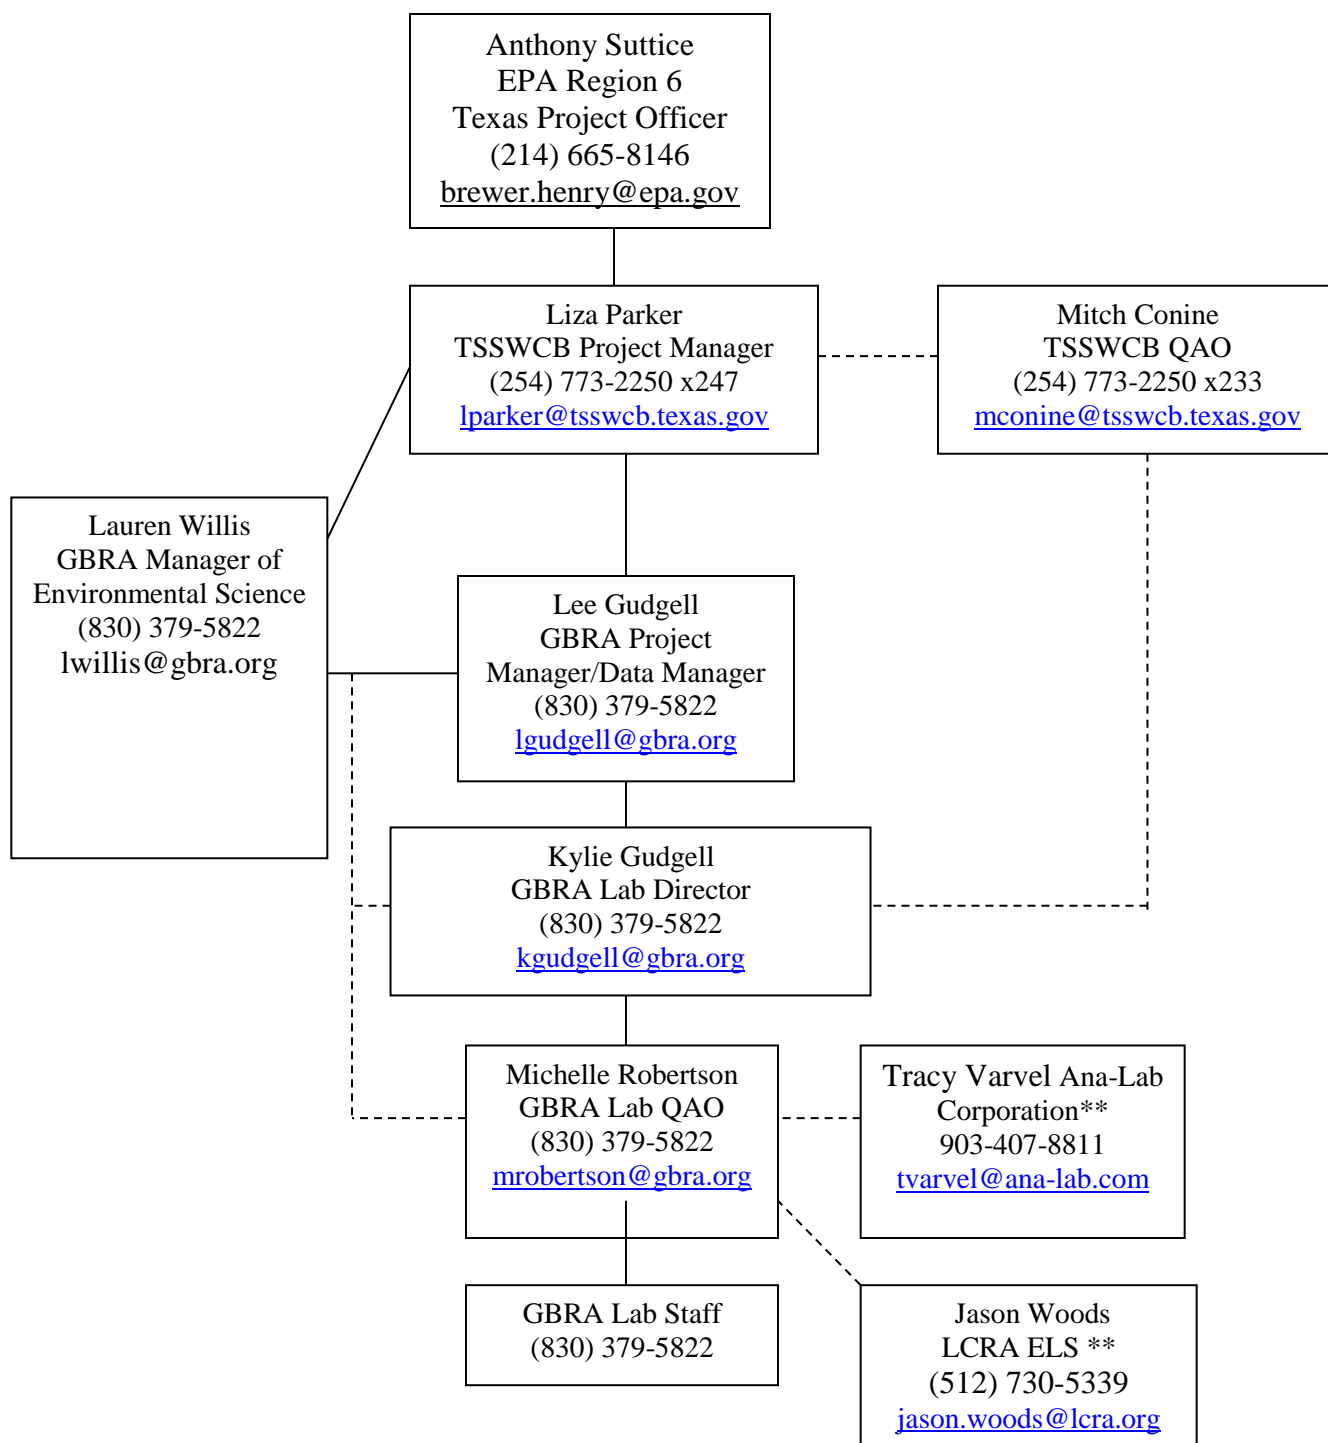 Anthony Suttice
EPA Region 6
Texas Project Officer
(214) 665-8146
brewer.henry@epa.gov
Liza Parker
TSSWCB Project Manager
(254) 773-2250 x247
lparker@tsswcb.texas.gov
Mitch Conine
TSSWCB QAO
(254) 773-2250 x233
mconine@tsswcb.texas.gov
Lauren Willis
GBRA Manager of
Environmental Science
(830) 379-5822
lwillis@gbra.org
Lee Gudgell
GBRA Project
Manager/Data Manager
(830) 379-5822
lgudgell@gbra.org
Kylie Gudgell
GBRA Lab Director
(830) 379-5822
kgudgell@gbra.org
Michelle Robertson
GBRA Lab QAO
(830) 379-5822
mrobertson@gbra.org
Tracy Varvel Ana-Lab
Corporation**
903-407-8811
tvarvel@ana-lab.com
GBRA Lab Staff
(830) 379-5822
Jason Woods
LCRA ELS **
(512) 730-5339
jason.woods@lcra.org